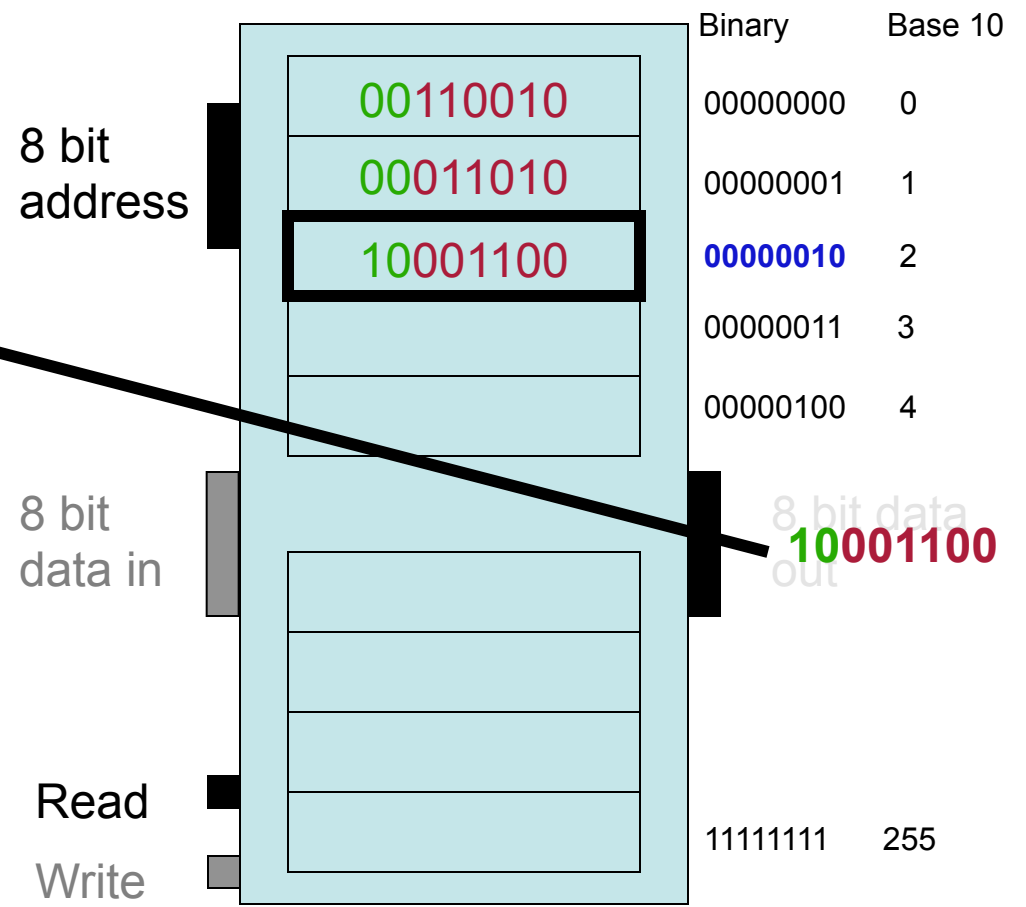 Binary Base 10
00110010 00000000 0
8 bit
address
00011010 00000001 1
10001100 00000010 2
00000011 3
00000100 4
8 bit
data in
8 bit data
out
10001100
Read
Write
11111111 255